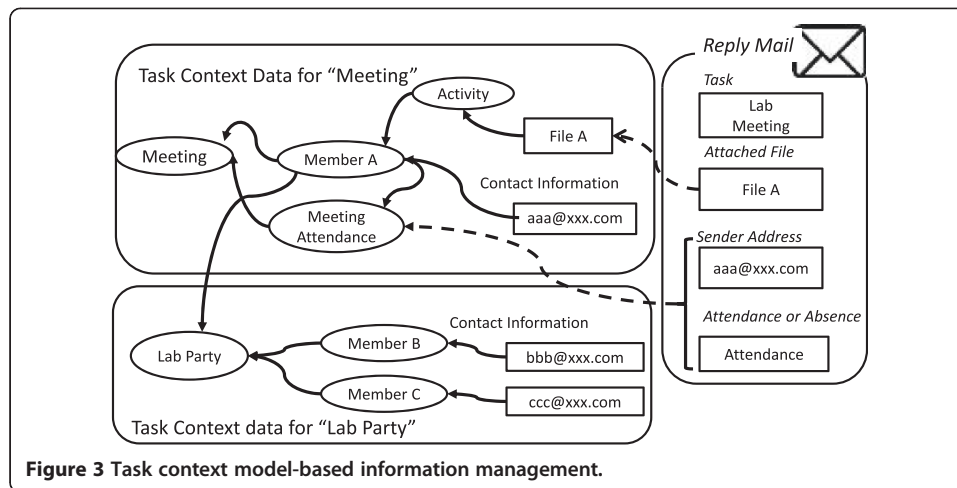 Task Context Data for “Meeting”
Meeting
Member A
Activity
File A
Contact Information
aaa@xxx.com
Meeting
Attendance
Reply Mail
Task
Lab
Meeting
Attached File
File A
Sender Address
aaa@xxx.com
Attendance or Absence
Attendance
Lab Party
Member B
Member C
Contact Information
bbb@xxx.com
ccc@xxx.com
Task Context data for “Lab Party”
Figure 3 Task context model-based information management.